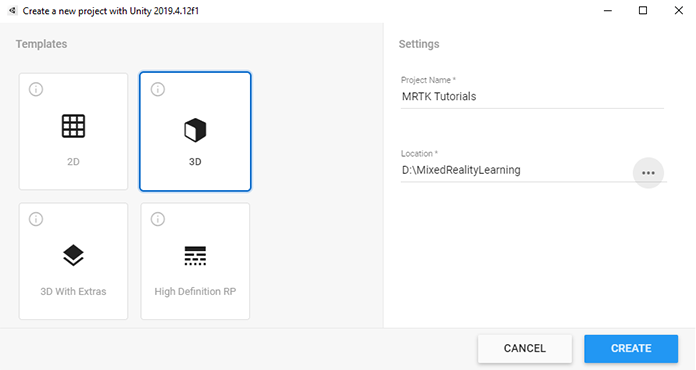 Create a new project with Unity 2019.4.12f1
Templates
Settings
2D
3D
Project Name *
MRTK Tutorials
Location *
D:\MixedRealityLearning
3D With Extras
High Definition RP
CANCEL
CREATE